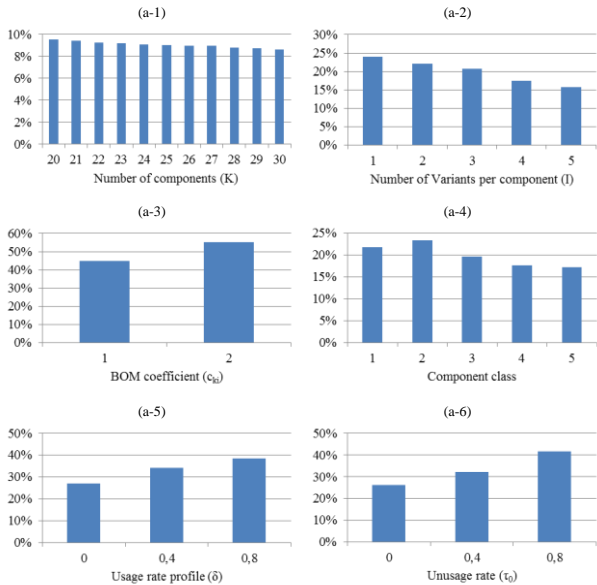 (a-1)
10%
8%
6%
4%
2%
0%
20 21 22 23 24 25 26 27 28 29 30
Number of components (K)
(a-2)
30%
25%
20%
15%
10%
5%
0%
1 2 3 4 5
Number of Variants per component (I)
(a-3)
60%
50%
40%
30%
20%
10%
0%
1 2
BOM coefficient (cki)
(a-4)
25%
20%
15%
10%
5%
0%
1 2 3 4 5
Component class
(a-5)
50%
40%
30%
20%
10%
0%
0 0,4 0,8
Usage rate profile (δ)
(a-6)
50%
40%
30%
20%
10%
0%
0 0,4 0,8
Unusage rate (τ0)